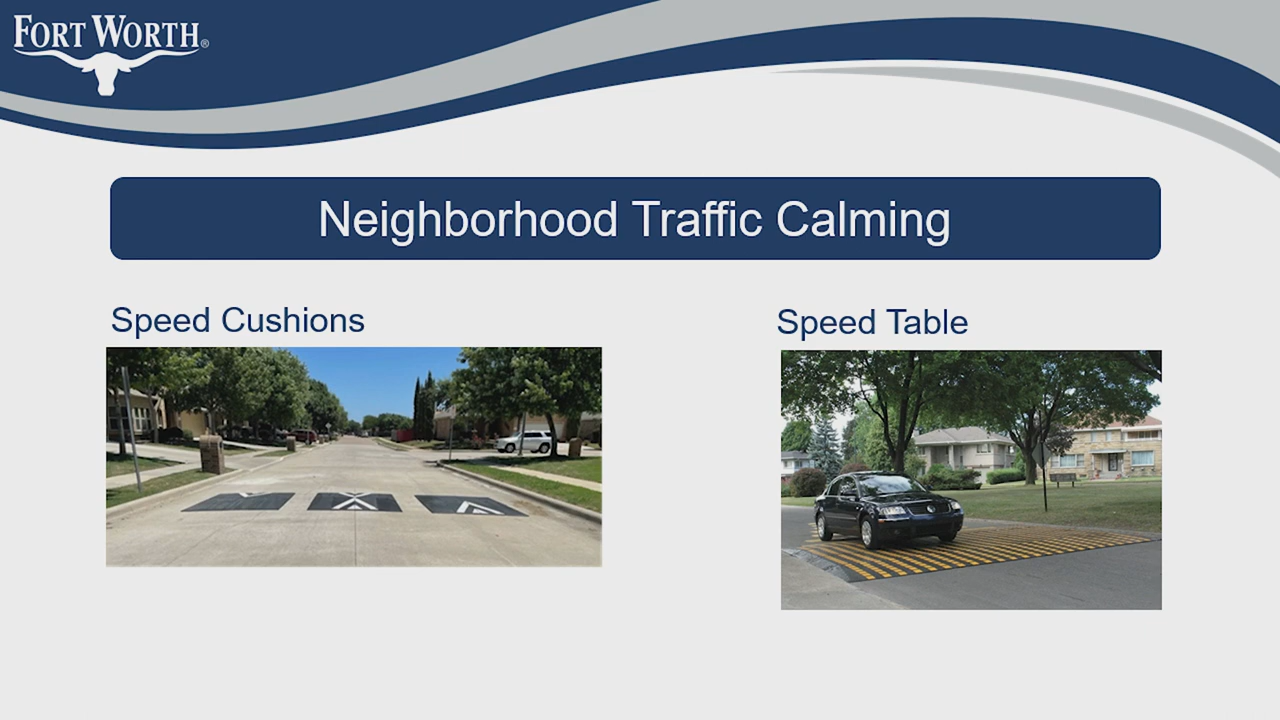 FORT WORTH®
Neighborhood Traffic Calming
Speed Cushions
Speed Table